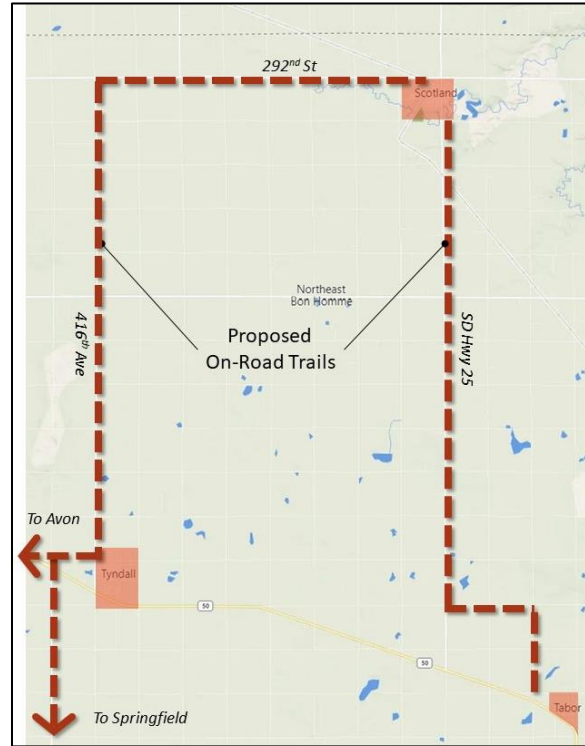 292nd St
Scotland
Northeast
Bon Homme
Proposed
On-Road Trails
416th Ave
SD Hwy 25
To Avon
Tyndall
50
50
Tabor
To Springfield